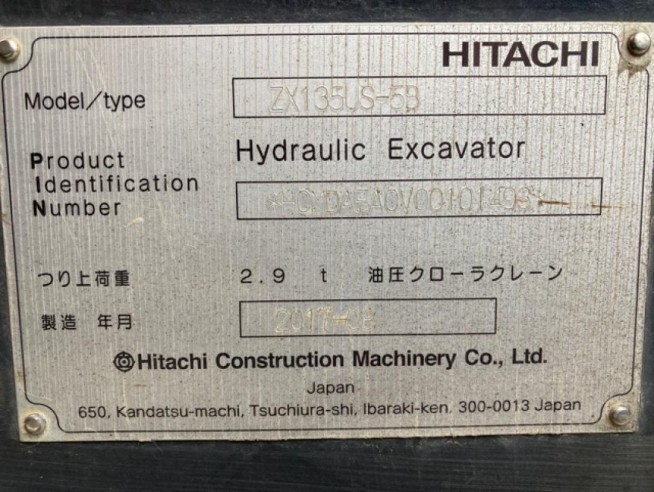 HITACHI
Model/type ZX135US-5B
Product Identification Number
Hydraulic Excavator
つり上荷重 2.9 t 油圧クローラクレーン
製造 年月
Hitachi Construction Machinery Co., Ltd.
Japan
650, Kandatsu-machi, Tsuchiura-shi, Ibaraki-ken. 300-0013 Japan